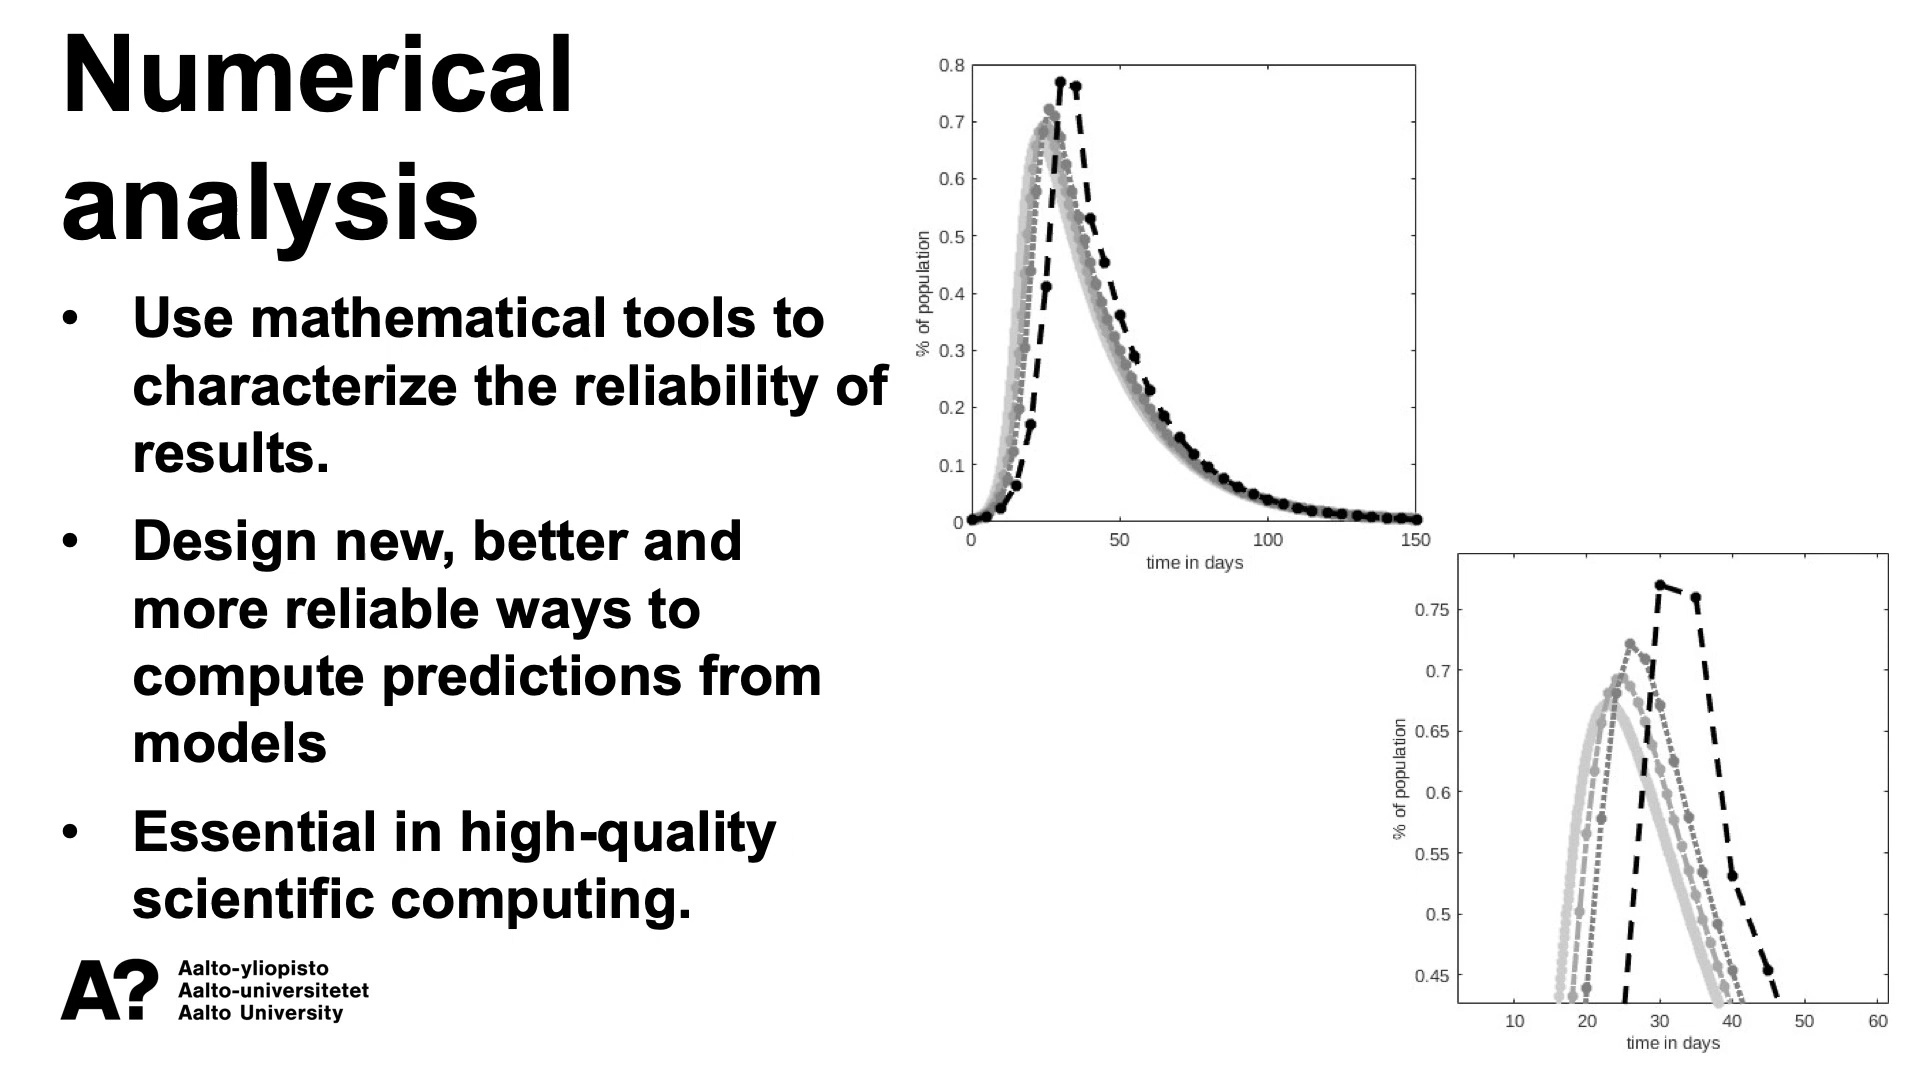 Numerical
analysis
• Use mathematical tools to
characterize the reliability of
results.
• Design new, better and
more reliable ways to
compute predictions from
models
• Essential in high-quality
scientific computing.
A?
Aalto-yliopisto
Aalto-universitetet
Aalto University
0.8
0.7
0.6
0.5
0.4
0.3
0.2
0.1
0
% of population
0 50 100 150
time in days
0.75
0.7
0.65
0.6
0.55
0.5
0.45
% of population
10 20 30 40 50 60
time in days